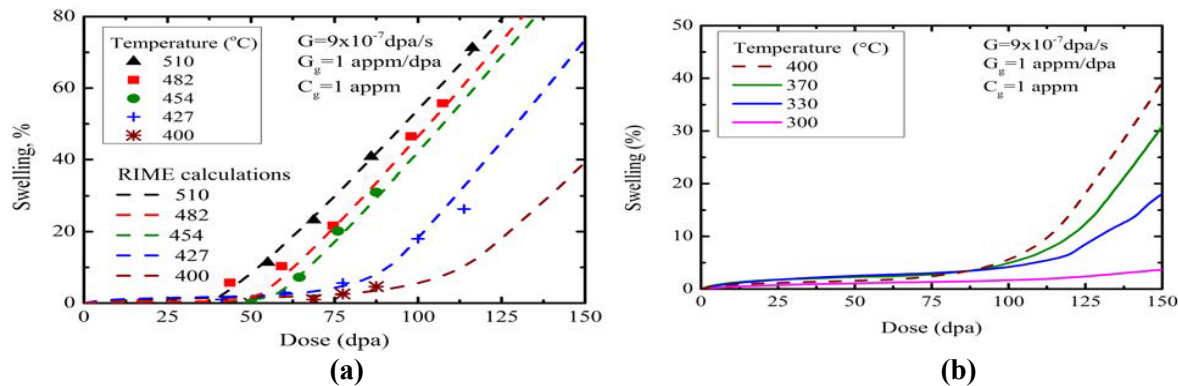 80
60
40
20
0
Swelling, %
Temperature (°C)
510
482
454
427
400
G=9x10⁻⁷dpa/s
G_g=1 appm/dpa
C_g=1 appm
RIME calculations
510
482
454
427
400
0 25 50 75 100 125 150
Dose (dpa)
(a)
50
40
30
20
10
0
Swelling (%)
Temperature (°C)
400
370
330
300
G=9x10⁻⁷dpa/s
G_g=1 appm/dpa
C_g=1 appm
0 25 50 75 100 125 150
Dose (dpa)
(b)